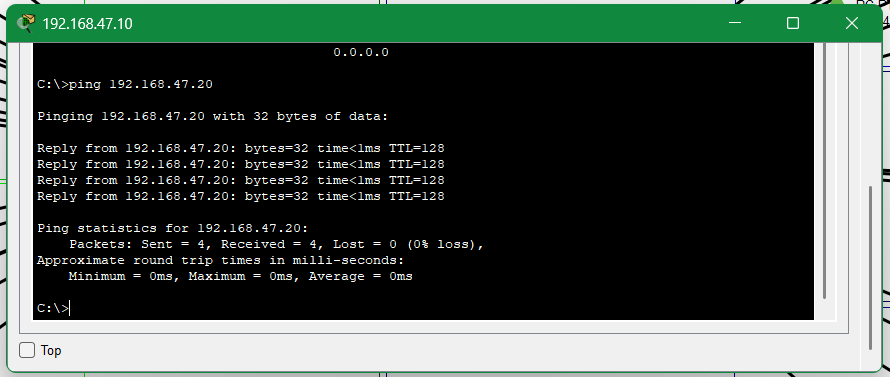 192.168.47.10
0.0.0.0
C:\>ping 192.168.47.20
Pinging 192.168.47.20 with 32 bytes of data:
Reply from 192.168.47.20: bytes=32 time<1ms TTL=128
Reply from 192.168.47.20: bytes=32 time<1ms TTL=128
Reply from 192.168.47.20: bytes=32 time<1ms TTL=128
Reply from 192.168.47.20: bytes=32 time<1ms TTL=128
Ping statistics for 192.168.47.20:
Packets: Sent = 4, Received = 4, Lost = 0 (0% loss),
Approximate round trip times in milli-seconds:
Minimum = 0ms, Maximum = 0ms, Average = 0ms
C:\>
Top